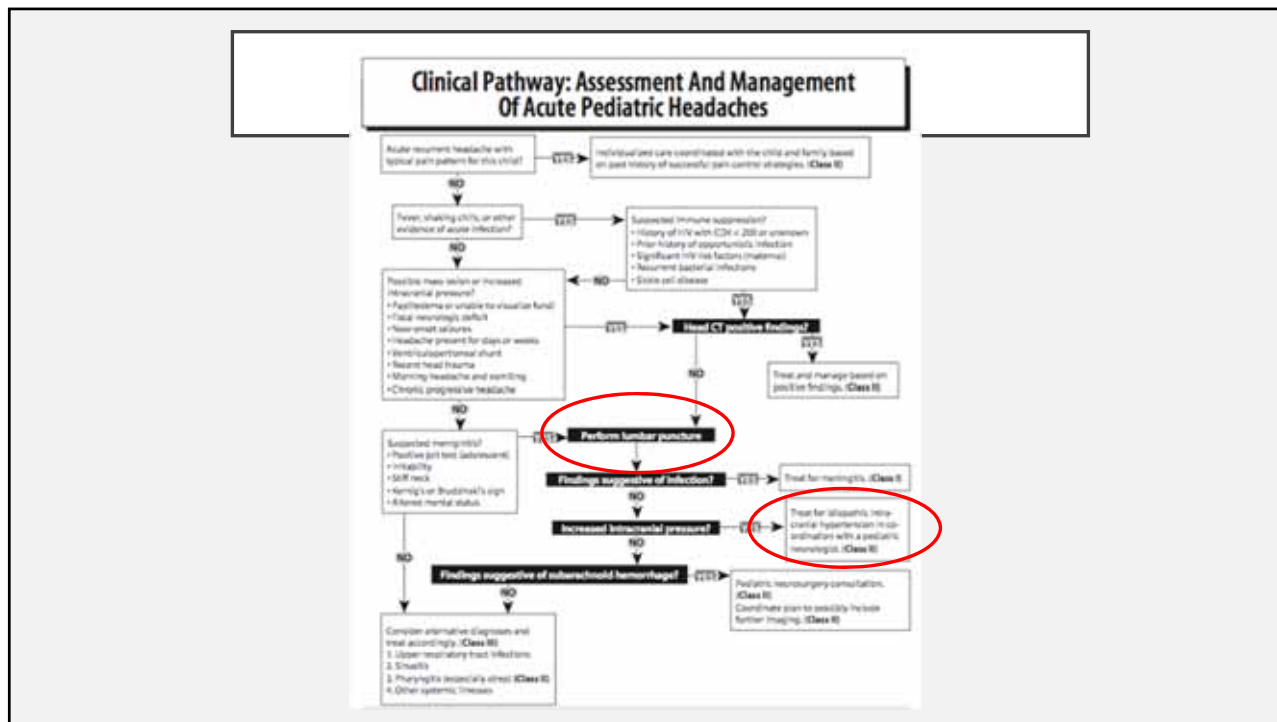 Clinical Pathway: Assessment And Management
Of Acute Pediatric Headaches
Acute recurrent headache with
typical pain pattern for this child?
YES
Individualized care coordinated with the child and family based
on past history of successful pain control strategies. (Class II)
NO
Fever, shaking chills, or other
evidence of acute infection?
YES
Suspected immune suppression?
• History of HIV with CD4 < 200 or unknown
• Prior history of opportunistic infection
• Significant HIV risk factors (maternal)
• Recurrent bacterial infections
• Sickle cell disease
NO
NO
YES
Possible mass lesion or increased
intracranial pressure?
• Papilledema or unable to visualize fundi
• Focal neurologic deficit
• New-onset seizures
• Headache present for days or weeks
• Ventriculoperitoneal shunt
• Recent head trauma
• Morning headache and vomiting
• Chronic progressive headache
YES
Head CT positive findings?
YES
Treat and manage based on
positive findings. (Class II)
NO
NO
Suspected meningitis?
• Positive jolt test (adolescent)
• Irritability
• Stiff neck
• Kernig's or Brudzinski's sign
• Altered mental status
YES
Perform lumbar puncture
Findings suggestive of infection?
YES
Treat for meningitis. (Class I
NO
Increased intracranial pressure?
YES
Treat for idiopathic intra-
cranial hypertension in co-
ordination with a pediatric
neurologist. (Class II)
NO
NO
Findings suggestive of subarachnoid hemorrhage?
YES
Pediatric neurosurgery consultation.
(Class II)
Coordinate plan to possibly include
further imaging. (Class II)
NO
Consider alternative diagnoses and
treat accordingly. (Class III)
1. Upper respiratory tract infections
2. Sinusitis
3. Pharyngitis (especially strep) (Class II)
4. Other systemic illnesses